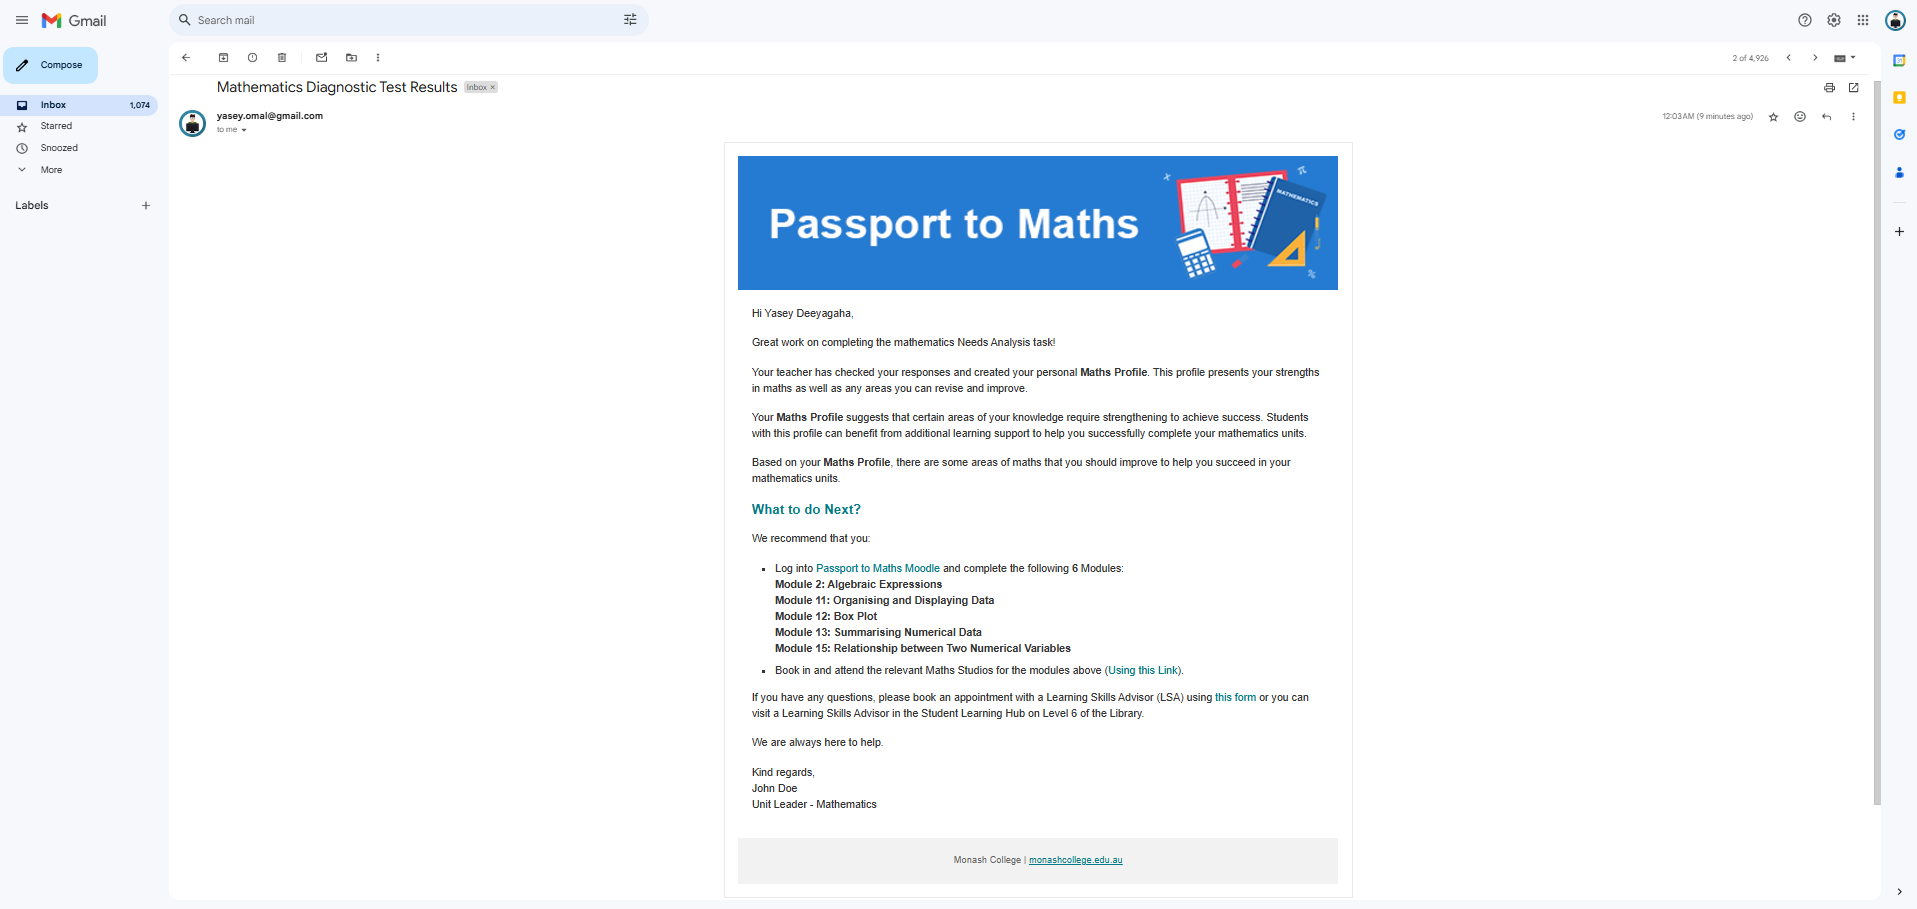 Gmail
Search mail
Compose
Inbox 1,074
Starred
Snoozed
More
Labels
2 of 4,926
Mathematics Diagnostic Test Results Inbox ×
yasey.omal@gmail.com
to me
12:03 AM (9 minutes ago)
Passport to Maths
MATHEMATICS
x
π
%
Hi Yasey Deeyagaha,
Great work on completing the mathematics Needs Analysis task!
Your teacher has checked your responses and created your personal Maths Profile. This profile presents your strengths
in maths as well as any areas you can revise and improve.
Your Maths Profile suggests that certain areas of your knowledge require strengthening to achieve success. Students
with this profile can benefit from additional learning support to help you successfully complete your mathematics units.
Based on your Maths Profile, there are some areas of maths that you should improve to help you succeed in your
mathematics units.
What to do Next?
We recommend that you:
Log into Passport to Maths Moodle and complete the following 6 Modules:
Module 2: Algebraic Expressions
Module 11: Organising and Displaying Data
Module 12: Box Plot
Module 13: Summarising Numerical Data
Module 15: Relationship between Two Numerical Variables
Book in and attend the relevant Maths Studios for the modules above (Using this Link).
If you have any questions, please book an appointment with a Learning Skills Advisor (LSA) using this form or you can
visit a Learning Skills Advisor in the Student Learning Hub on Level 6 of the Library.
We are always here to help.
Kind regards,
John Doe
Unit Leader - Mathematics
Monash College | monashcollege.edu.au